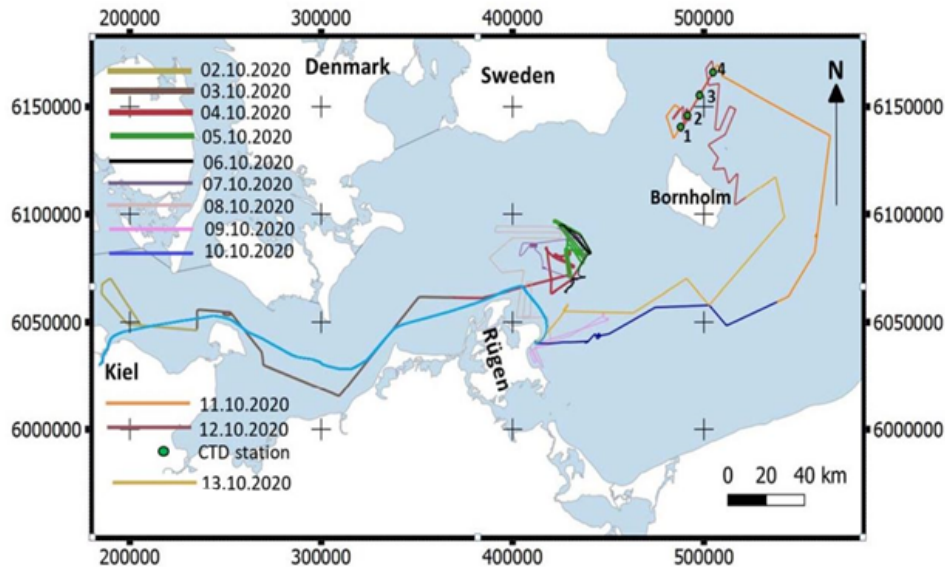 200000 300000 400000 500000
02.10.2020
03.10.2020
04.10.2020
05.10.2020
06.10.2020
07.10.2020
08.10.2020
09.10.2020
10.10.2020
Denmark
Sweden
N
6150000 6150000
4
3
2
1
Bornholm
6100000 6100000
6050000 6050000
Rügen
Kiel
11.10.2020
12.10.2020
CTD station
13.10.2020
6000000 6000000
0 20 40 km
200000 300000 400000 500000